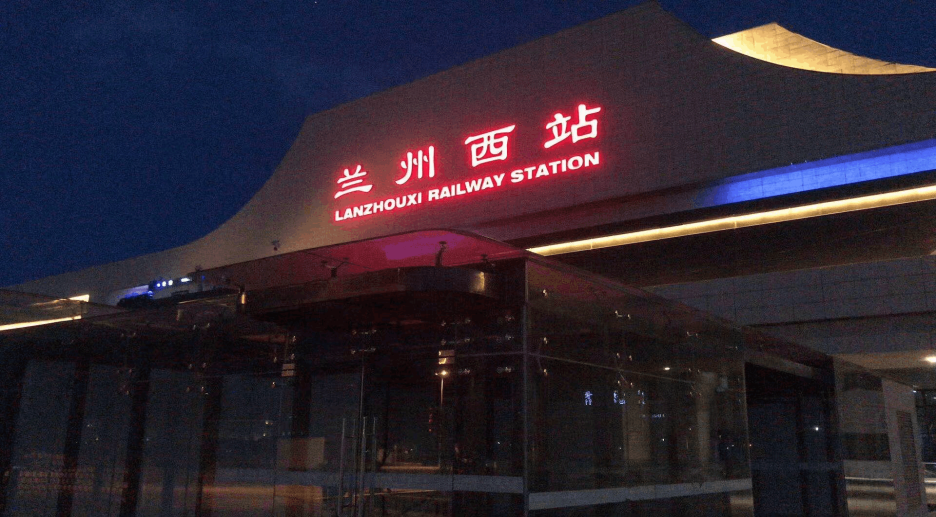 兰州西站
LANZHOUXI RAILWAY STATION